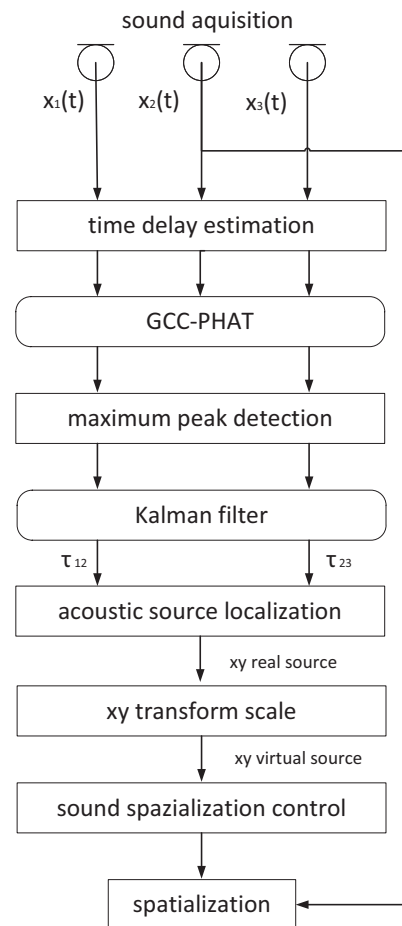 sound aquisition
x1(t)
x2(t)
x3(t)
time delay estimation
GCC-PHAT
maximum peak detection
Kalman filter
τ 12
τ 23
acoustic source localization
xy real source
xy transform scale
xy virtual source
sound spazialization control
spatialization